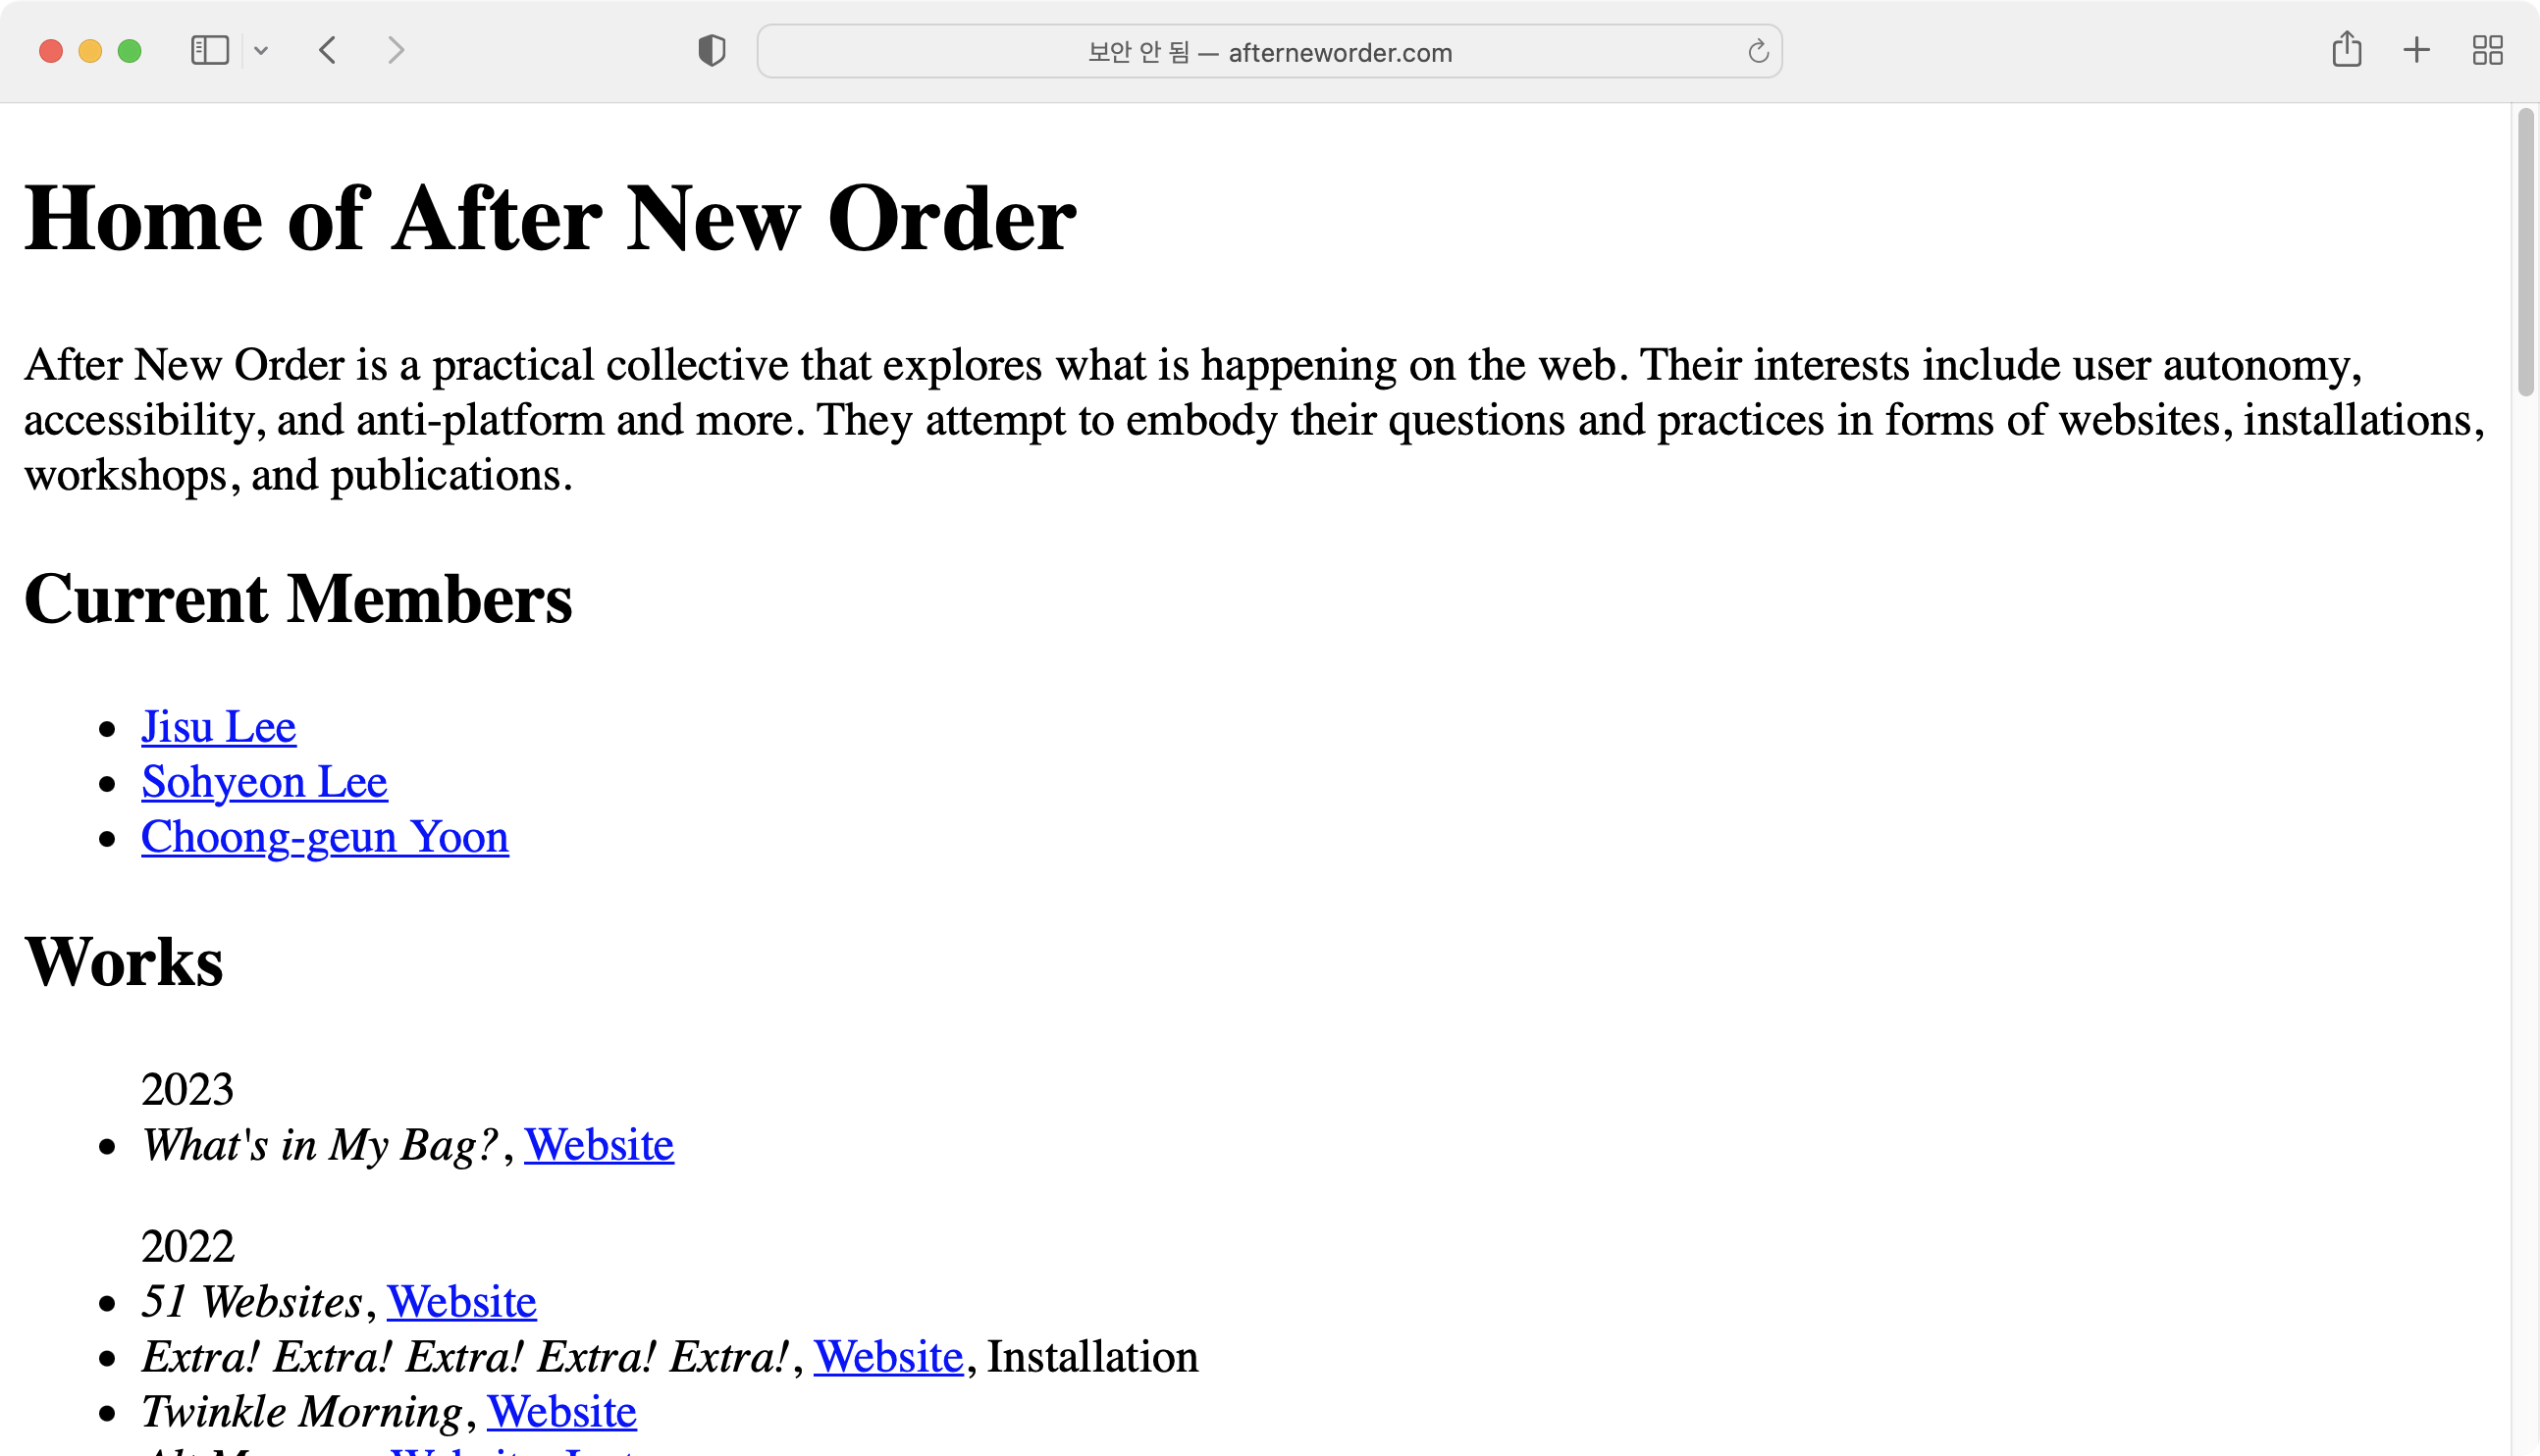 보안 안 됨 — afterneworder.com
Home of After New Order
After New Order is a practical collective that explores what is happening on the web. Their interests include user autonomy,
accessibility, and anti-platform and more. They attempt to embody their questions and practices in forms of websites, installations,
workshops, and publications.
Current Members
Jisu Lee
Sohyeon Lee
Choong-geun Yoon
Works
2023
What's in My Bag?, Website
2022
51 Websites, Website
Extra! Extra! Extra! Extra! Extra!, Website, Installation
Twinkle Morning, Website